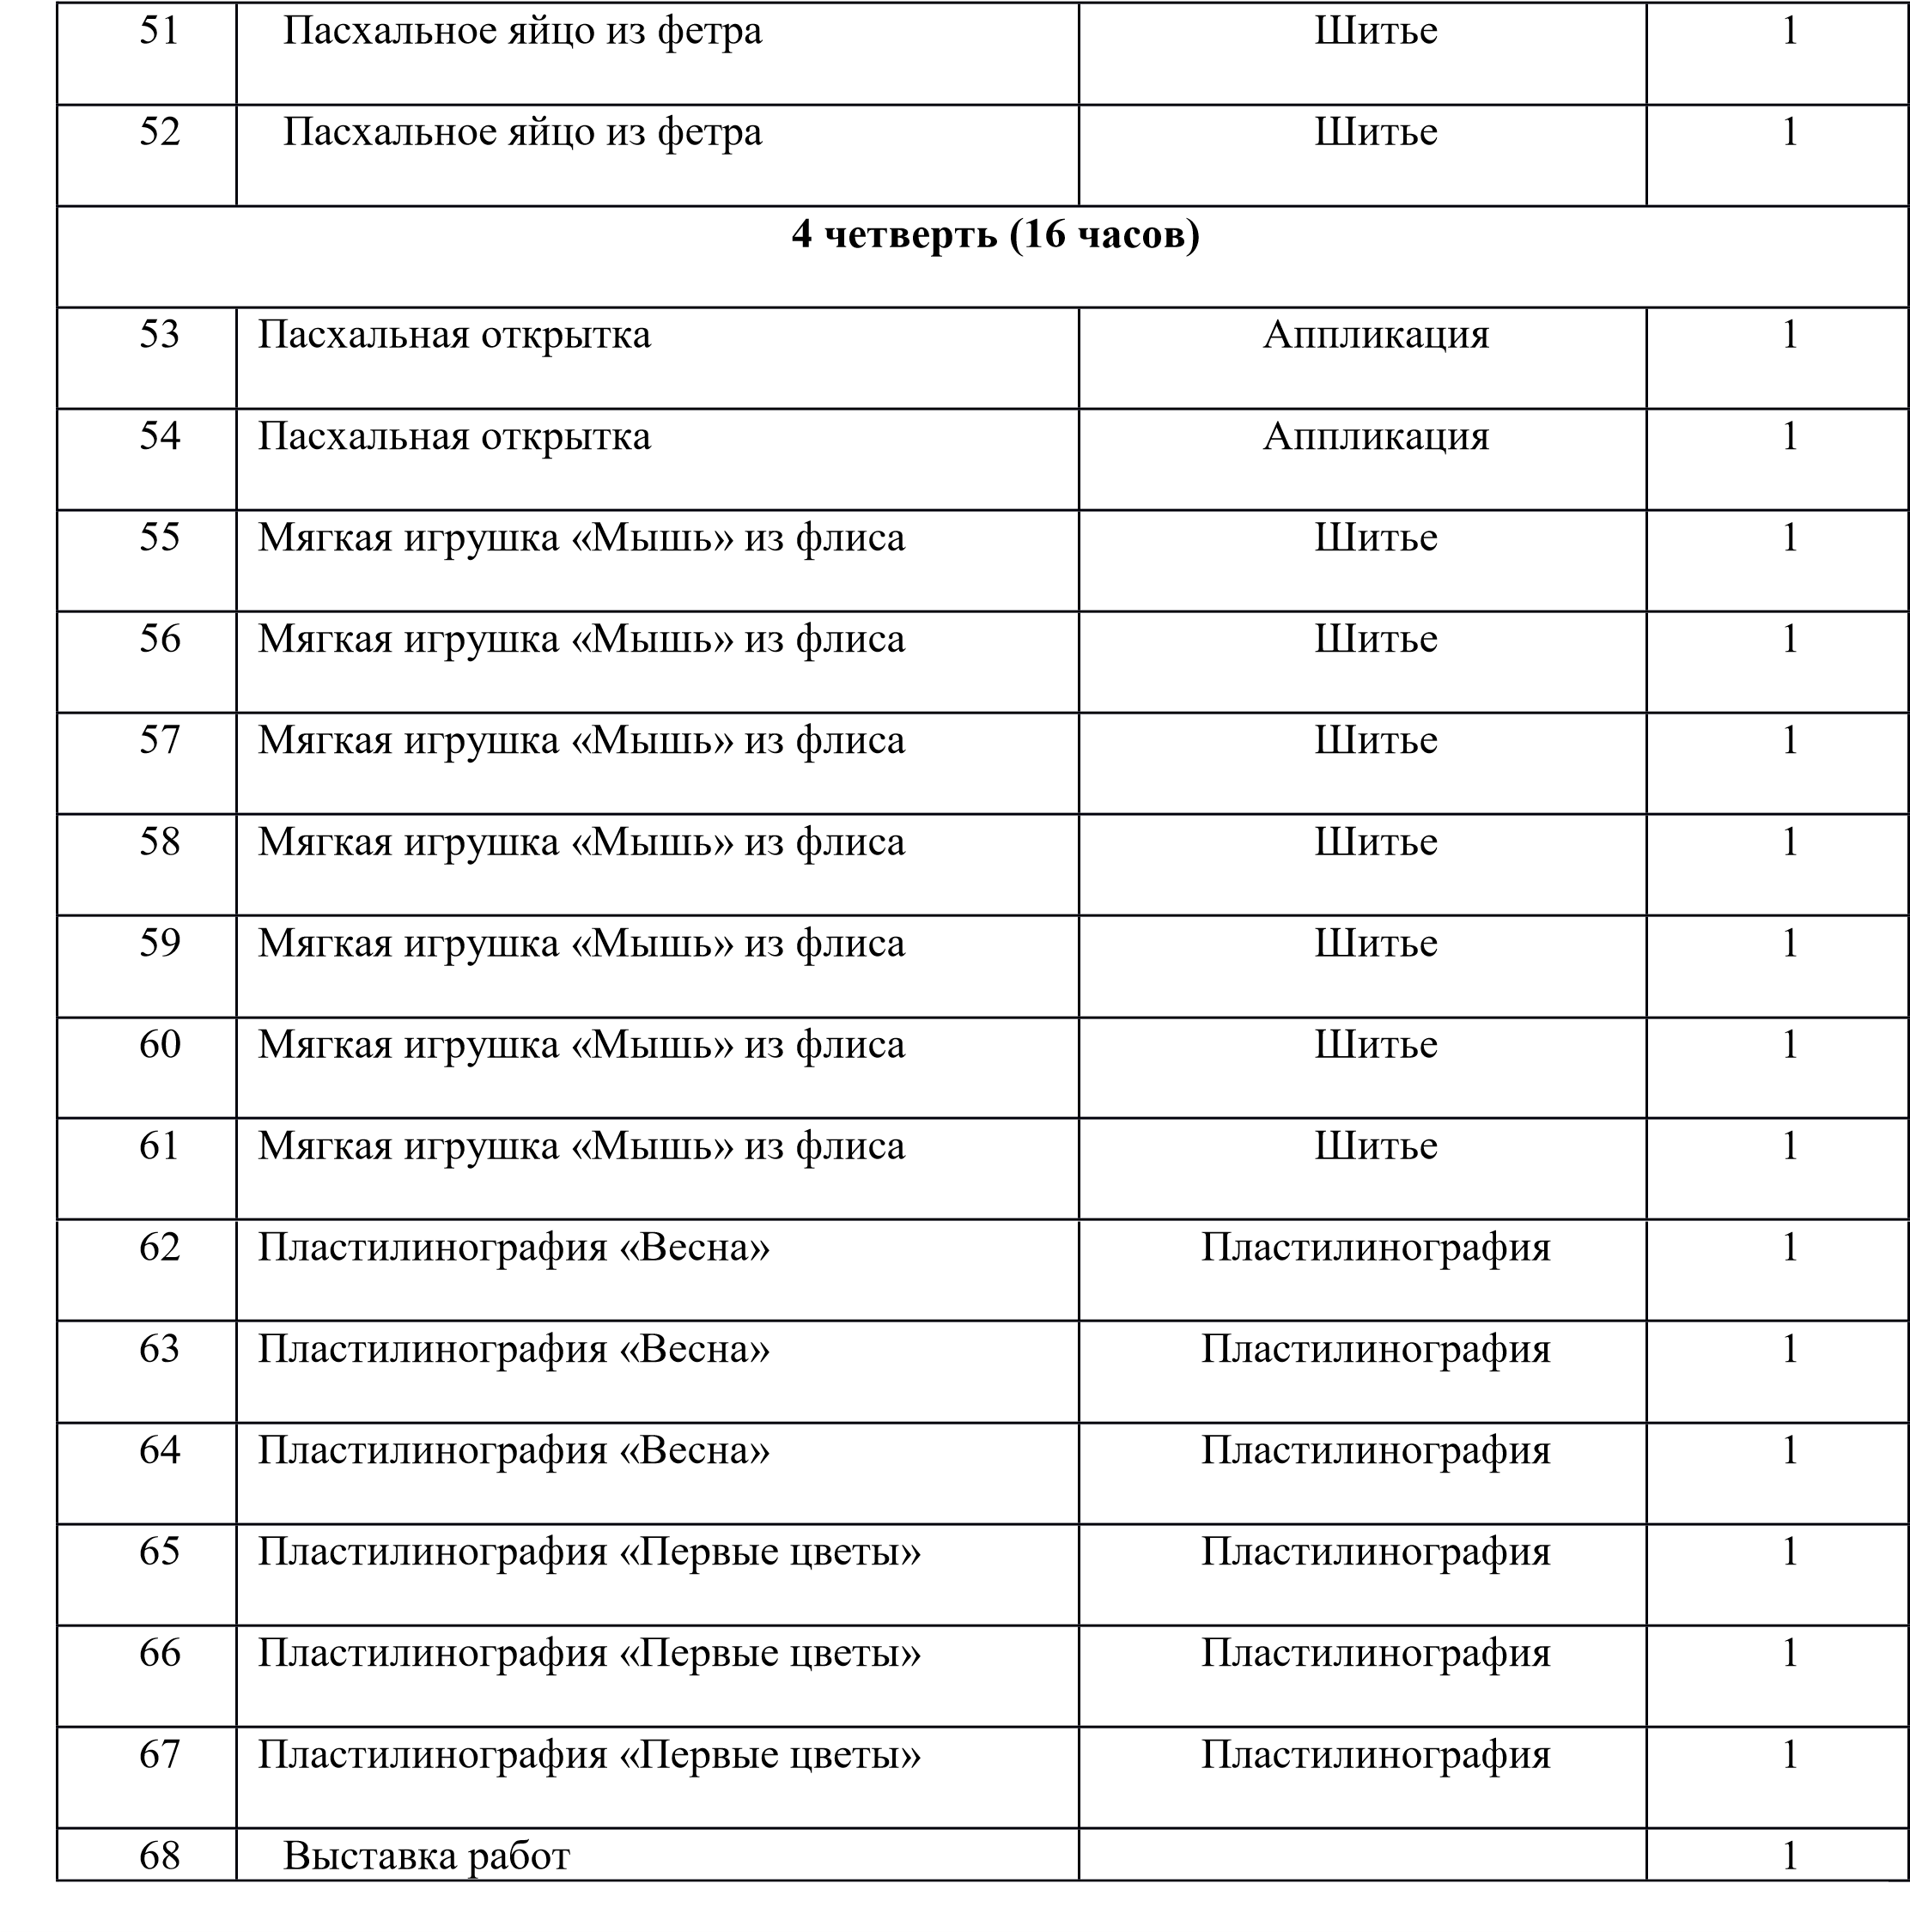 51 Пасхальное яйцо из фетра Шитье 1
52 Пасхальное яйцо из фетра Шитье 1
4 четверть (16 часов)
53 Пасхальная открытка Аппликация 1
54 Пасхальная открытка Аппликация 1
55 Мягкая игрушка «Мышь» из флиса Шитье 1
56 Мягкая игрушка «Мышь» из флиса Шитье 1
57 Мягкая игрушка «Мышь» из флиса Шитье 1
58 Мягкая игрушка «Мышь» из флиса Шитье 1
59 Мягкая игрушка «Мышь» из флиса Шитье 1
60 Мягкая игрушка «Мышь» из флиса Шитье 1
61 Мягкая игрушка «Мышь» из флиса Шитье 1
62 Пластилинография «Весна» Пластилинография 1
63 Пластилинография «Весна» Пластилинография 1
64 Пластилинография «Весна» Пластилинография 1
65 Пластилинография «Первые цветы» Пластилинография 1
66 Пластилинография «Первые цветы» Пластилинография 1
67 Пластилинография «Первые цветы» Пластилинография 1
68 Выставка работ 1